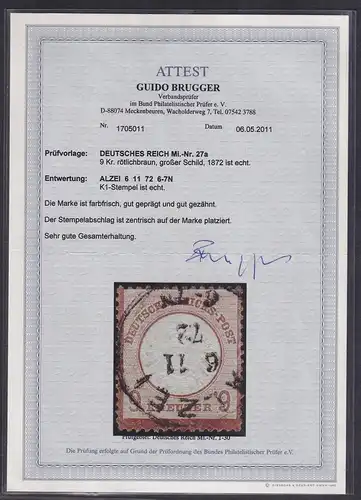 ATTEST
GUIDO BRUGGER
Verbandsprüfer
im Bund Philatelistischer Prüfer e. V.
D-88074 Meckenbeuren, Wacholderweg 7, Tel. 07542 3788
Nr. 1705011 Datum 06.05.2011
Prüfvorlage: DEUTSCHES REICH Mi.-Nr. 27a
9 Kr. rötlichbraun, großer Schild, 1872 ist echt.
Entwertung: ALZEI 6 11 72 6-7N
K1-Stempel ist echt.
Die Marke ist farbfrisch, gut geprägt und gut gezähnt.
Der Stempelabschlag ist zentrisch auf der Marke platziert.
Sehr gute Gesamterhaltung.
DEUTSCHE REICHS-POST
72
6 11
9
Prüfgebiet: Deutsches Reich Mi.-Nr. 1-30
Die Prüfung erfolgte auf Grund der Prüfordnung des Bundes Philatelistischer Prüfer e.V.